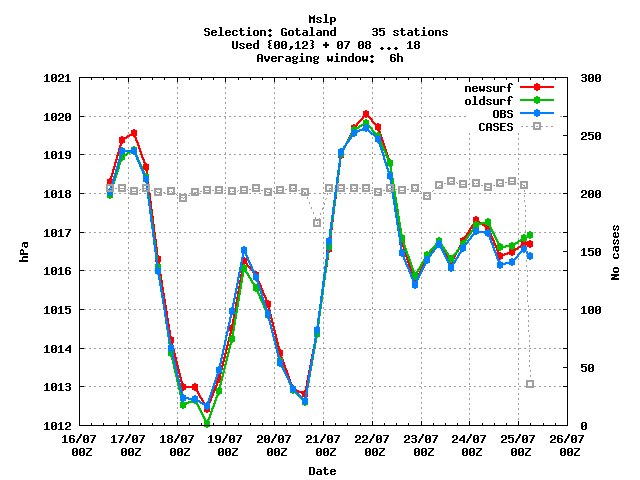 Mslp
Selection: Gotaland     35 stations
Used {00,12} + 07 08 ... 18
Averaging window:  6h
1021
1020
1019
1018
1017
1016
1015
1014
1013
1012
hPa
300
250
200
150
100
50
0
No cases
newsurf
oldsurf
OBS
CASES
16/07 17/07 18/07 19/07 20/07 21/07 22/07 23/07 24/07 25/07 26/07
00Z 00Z 00Z 00Z 00Z 00Z 00Z 00Z 00Z 00Z 00Z
Date